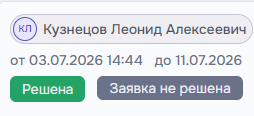 КЛ Кузнецов Леонид Алексеевич
от 03.07.2026 14:44 до 11.07.2026
Решена Заявка не решена